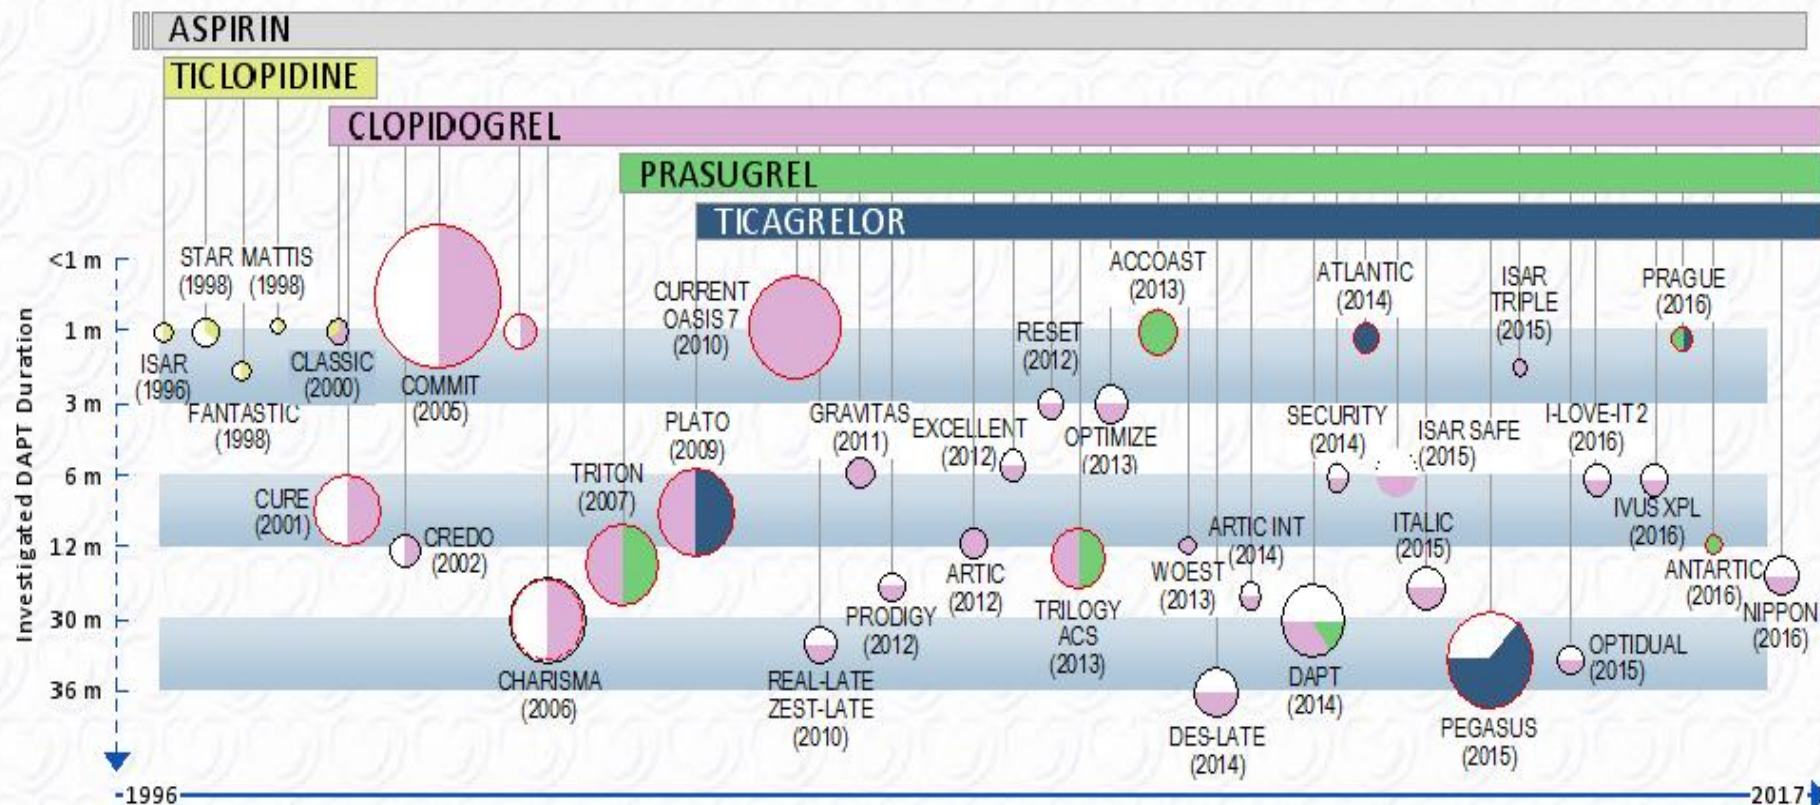 ASPIRIN
TICLOPIDINE
CLOPIDOGREL
PRASUGREL
TICAGRELOR
Investigated DAPT Duration
<1 m
1 m
3 m
6 m
12 m
30 m
36 m
ISAR
(1996)
STAR
(1998)
MATTIS
(1998)
FANTASTIC
(1998)
CLASSIC
(2000)
COMMIT
(2005)
CURE
(2001)
CREDO
(2002)
CHARISMA
(2006)
TRITON
(2007)
PLATO
(2009)
CURRENT
OASIS 7
(2010)
REAL-LATE
ZEST-LATE
(2010)
GRAVITAS
(2011)
PRODIGY
(2012)
EXCELLENT
(2012)
ARTIC
(2012)
RESET
(2012)
OPTIMIZE
(2013)
TRILOGY
ACS
(2013)
ACCOAST
(2013)
WOEST
(2013)
DES-LATE
(2014)
ARTIC INT
(2014)
DAPT
(2014)
SECURITY
(2014)
ATLANTIC
(2014)
ISAR SAFE
(2015)
ITALIC
(2015)
PEGASUS
(2015)
ISAR
TRIPLE
(2015)
OPTIDUAL
(2015)
I-LOVE-IT 2
(2016)
IVUS XPL
(2016)
PRAGUE
(2016)
ANTARTIC
(2016)
NIPPON
(2016)
1996
2017